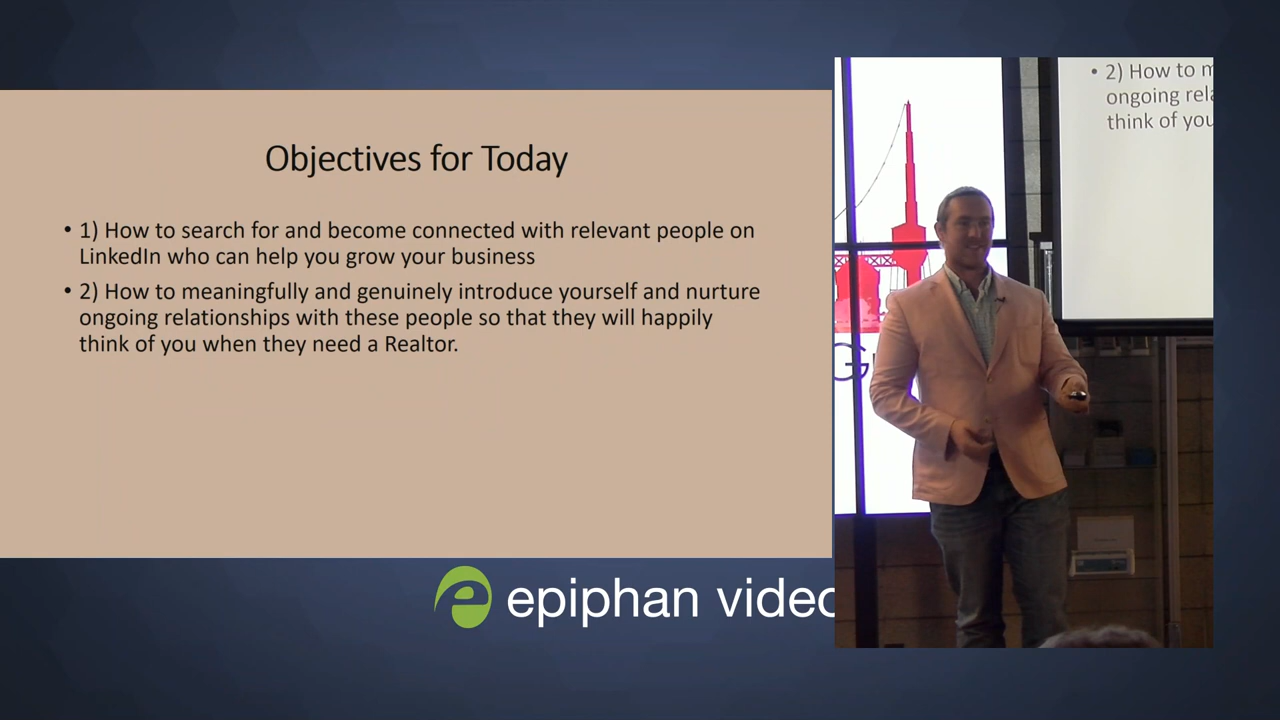 Objectives for Today
• 1) How to search for and become connected with relevant people on
LinkedIn who can help you grow your business
• 2) How to meaningfully and genuinely introduce yourself and nurture
ongoing relationships with these people so that they will happily
think of you when they need a Realtor.
epiphan video
• 2) How to m
ongoing rela
think of you
G